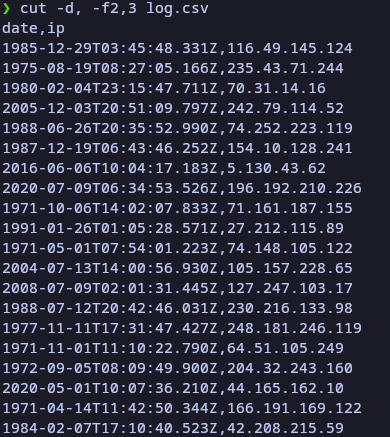 ❯ cut -d, -f2,3 log.csv
date,ip
1985-12-29T03:45:48.331Z,116.49.145.124
1975-08-19T08:27:05.166Z,235.43.71.244
1980-02-04T23:15:47.711Z,70.31.14.16
2005-12-03T20:51:09.797Z,242.79.114.52
1988-06-26T20:35:52.990Z,74.252.223.119
1987-12-19T06:43:46.252Z,154.10.128.241
2016-06-06T10:04:17.183Z,5.130.43.62
2020-07-09T06:34:53.526Z,196.192.210.226
1971-10-06T14:02:07.833Z,71.161.187.155
1991-01-26T01:05:28.571Z,27.212.115.89
1971-05-01T07:54:01.223Z,74.148.105.122
2004-07-13T14:00:56.930Z,105.157.228.65
2008-07-09T02:01:31.445Z,127.247.103.17
1988-07-12T20:42:46.031Z,230.216.133.98
1977-11-11T17:31:47.427Z,248.181.246.119
1971-11-01T11:10:22.790Z,64.51.105.249
1972-09-05T08:09:49.900Z,204.32.243.160
2020-05-01T10:07:36.210Z,44.165.162.10
1971-04-14T11:42:50.344Z,166.191.169.122
1984-02-07T17:10:40.523Z,42.208.215.59